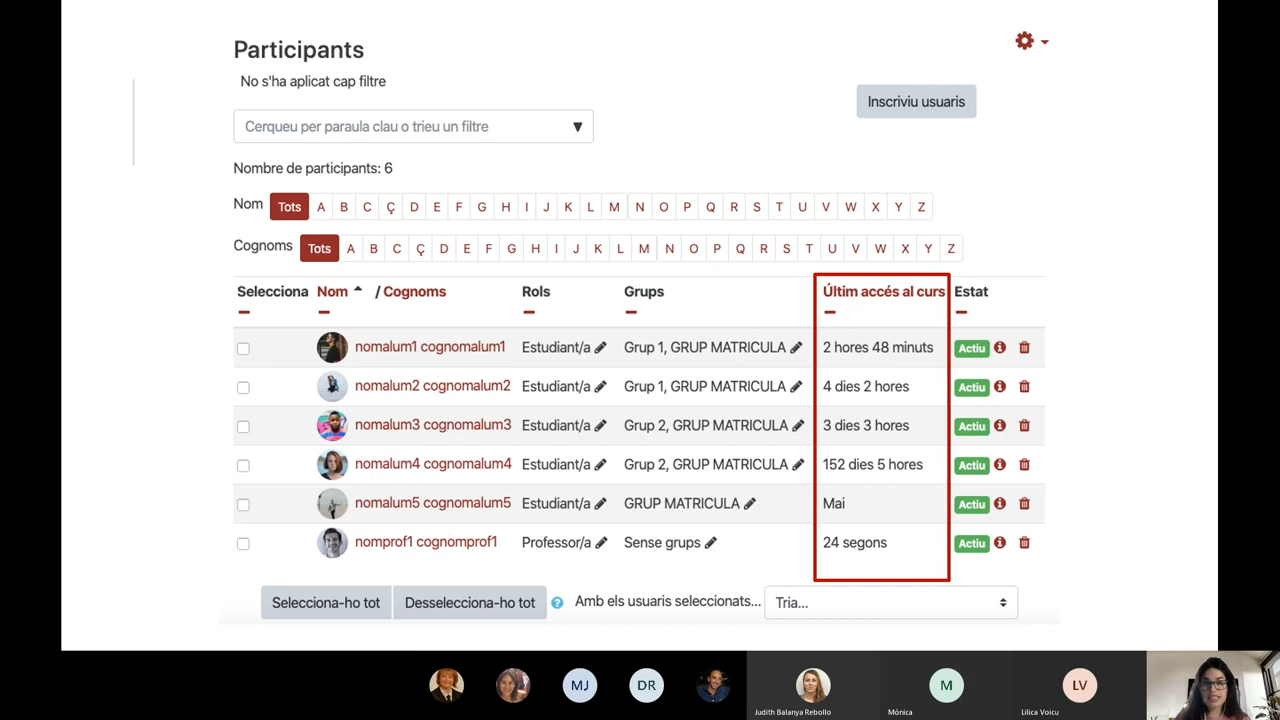 Participants
No s'ha aplicat cap filtre
Inscriviu usuaris
Cerqueu per paraula clau o trieu un filtre
Nombre de participants: 6
Nom Tots A B C Ç D E F G H I J K L M N O P Q R S T U V W X Y Z
Cognoms Tots A B C Ç D E F G H I J K L M N O P Q R S T U V W X Y Z
Selecciona Nom / Cognoms Rols Grups Últim accés al curs Estat
nomalum1 cognomalum1 Estudiant/a Grup 1, GRUP MATRICULA 2 hores 48 minuts Actiu
nomalum2 cognomalum2 Estudiant/a Grup 1, GRUP MATRICULA 4 dies 2 hores Actiu
nomalum3 cognomalum3 Estudiant/a Grup 2, GRUP MATRICULA 3 dies 3 hores Actiu
nomalum4 cognomalum4 Estudiant/a Grup 2, GRUP MATRICULA 152 dies 5 hores Actiu
nomalum5 cognomalum5 Estudiant/a GRUP MATRICULA Mai Actiu
nomprof1 cognomprof1 Professor/a Sense grups 24 segons Actiu
Selecciona-ho tot Desselecciona-ho tot ? Amb els usuaris seleccionats... Tria...
MJ DR M LV
Judith Balanya Rebollo Mònica Lilica Voicu